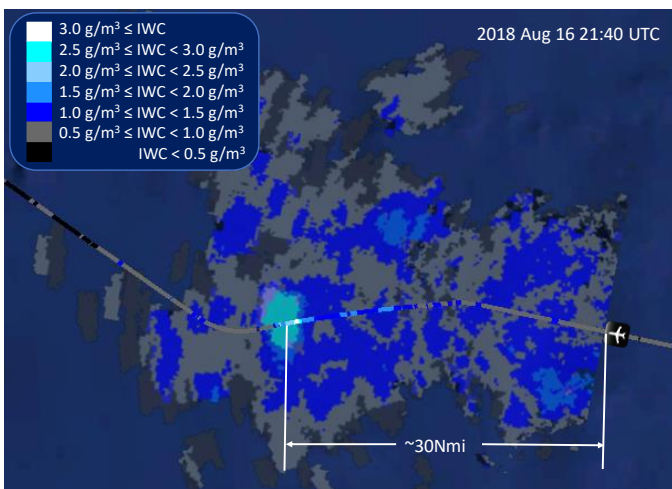 3.0 g/m³ ≤ IWC
2018 Aug 16 21:40 UTC
2.5 g/m³ ≤ IWC < 3.0 g/m³
2.0 g/m³ ≤ IWC < 2.5 g/m³
1.5 g/m³ ≤ IWC < 2.0 g/m³
1.0 g/m³ ≤ IWC < 1.5 g/m³
0.5 g/m³ ≤ IWC < 1.0 g/m³
IWC < 0.5 g/m³
~30Nmi